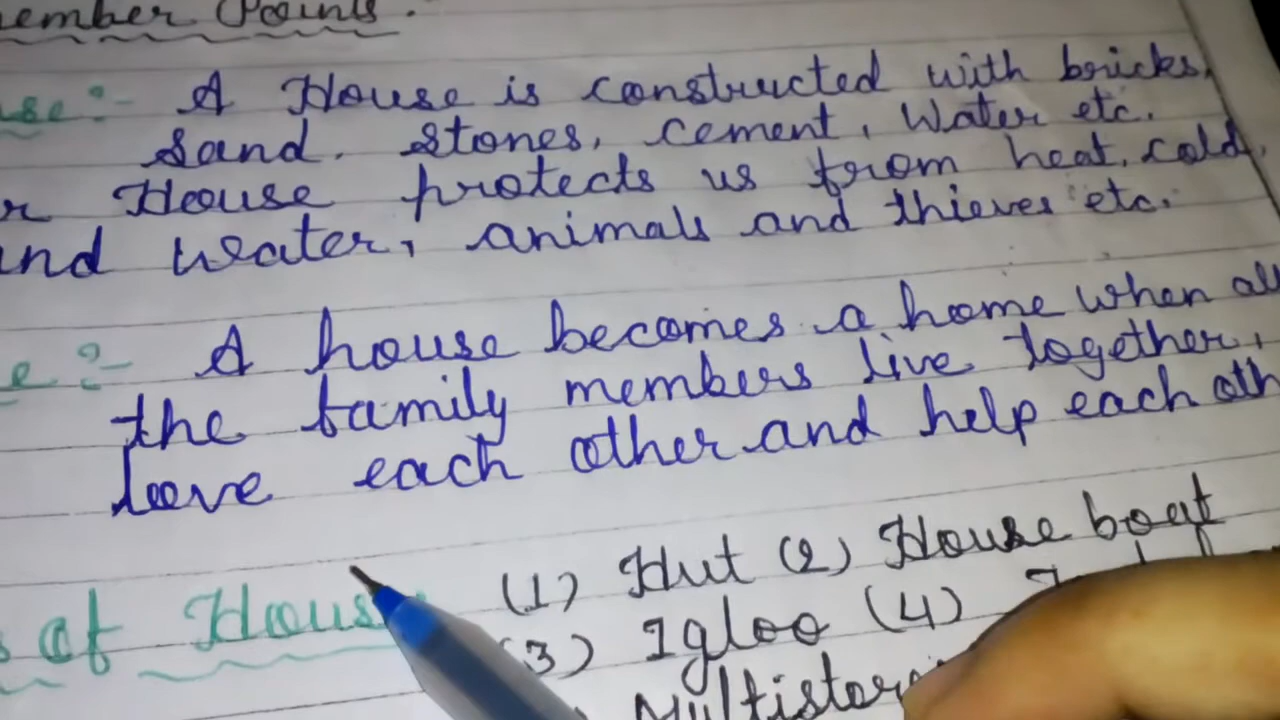 ember Points.
use:- A House is constructed with bricks,
sand. stones, cement, Water etc.
r House protects us from heat, cold,
and water, animals and thieves etc.
e :- A house becomes a home when all
the family members live together,
love each other and help each oth
s of House (1) Hut (2) House boat
(3) Igloo (4)
Multistor